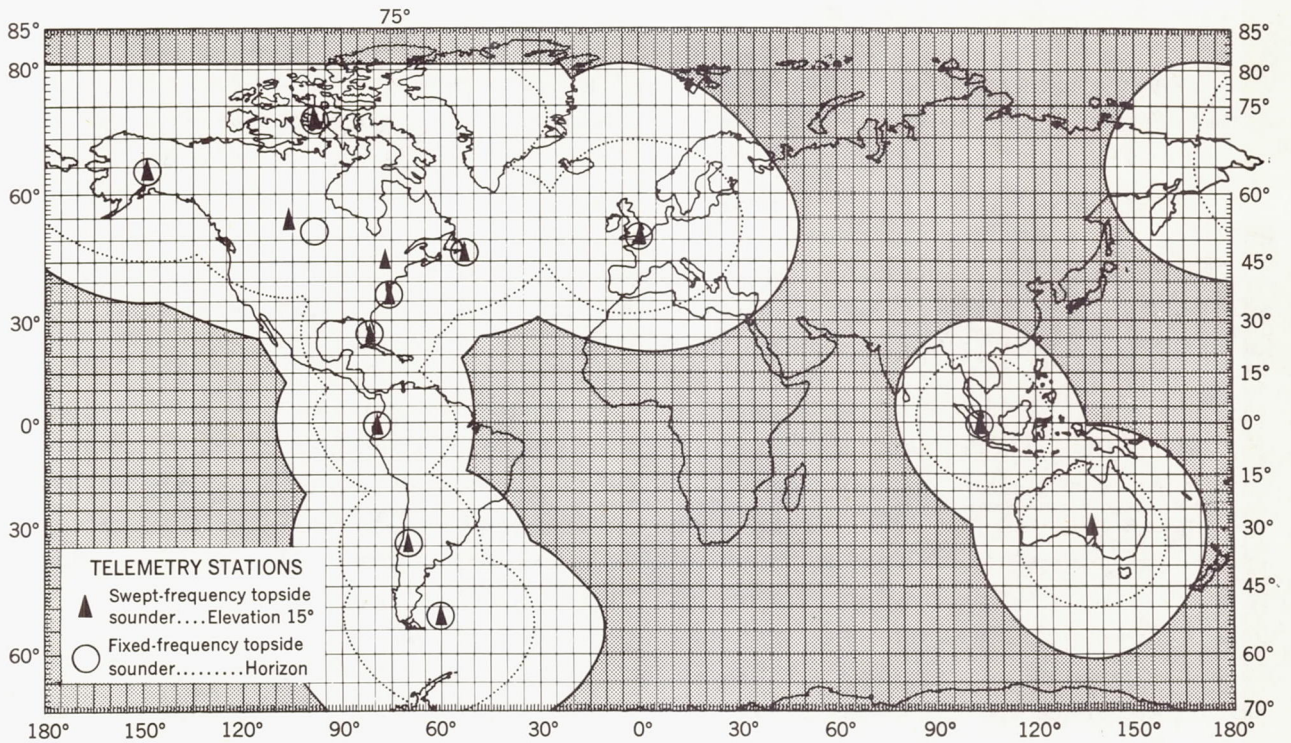 75°
85° 85°
80° 80°
75°
60° 60°
45°
30° 30°
15°
0° 0°
15°
30° 30°
45°
60° 60°
70°
TELEMETRY STATIONS
Swept-frequency topside
sounder....Elevation 15°
Fixed-frequency topside
sounder.........Horizon
180° 150° 120° 90° 60° 30° 0° 30° 60° 90° 120° 150° 180°